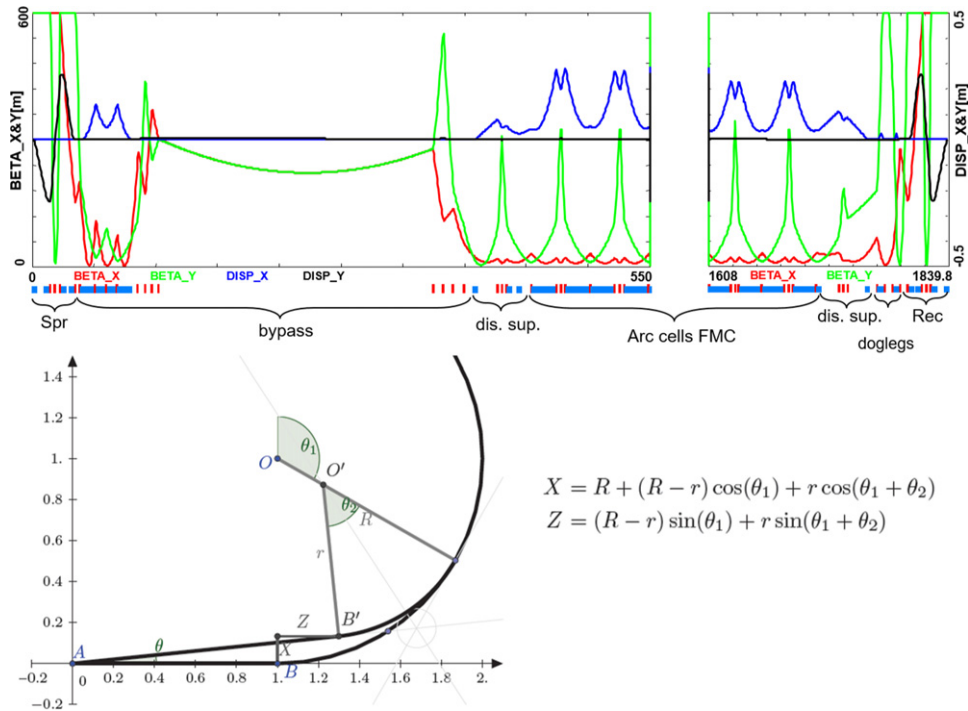 600
0.5
BETA_X&Y[m]
DISP_X&Y[m]
0
-0.5
0 BETA_X BETA_Y DISP_X DISP_Y 550
1608 BETA_X BETA_Y 1839.8
Spr bypass dis. sup. Arc cells FMC dis. sup. doglegs Rec
1.4
1.2
θ₁
O
1.
O'
0.8
θ₂
R
X = R + (R − r) cos(θ₁) + r cos(θ₁ + θ₂)
Z = (R − r) sin(θ₁) + r sin(θ₁ + θ₂)
0.6
r
0.4
0.2
Z B'
A θ X B
−0.2 0 0.2 0.4 0.6 0.8 1. 1.2 1.4 1.6 1.8 2.
−0.2